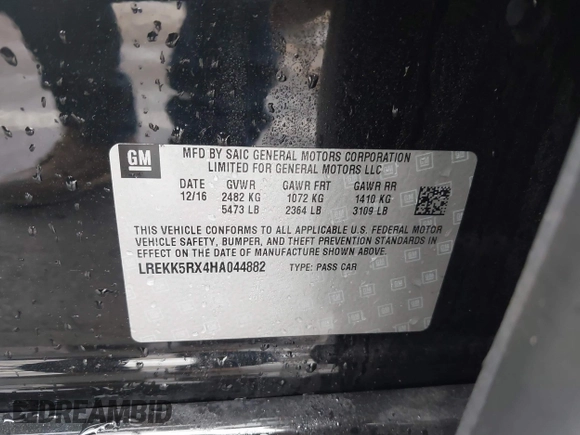 GM
MFD BY SAIC GENERAL MOTORS CORPORATION
LIMITED FOR GENERAL MOTORS LLC
DATE GVWR GAWR FRT GAWR RR
12/16 2482 KG 1072 KG 1410 KG
5473 LB 2364 LB 3109 LB
THIS VEHICLE CONFORMS TO ALL APPLICABLE U.S. FEDERAL MOTOR
VEHICLE SAFETY, BUMPER, AND THEFT PREVENTION STANDARDS IN
EFFECT ON THE DATE OF MANUFACTURE SHOWN ABOVE.
LREKK5RX4HA044882 TYPE: PASS CAR
DREAMBID